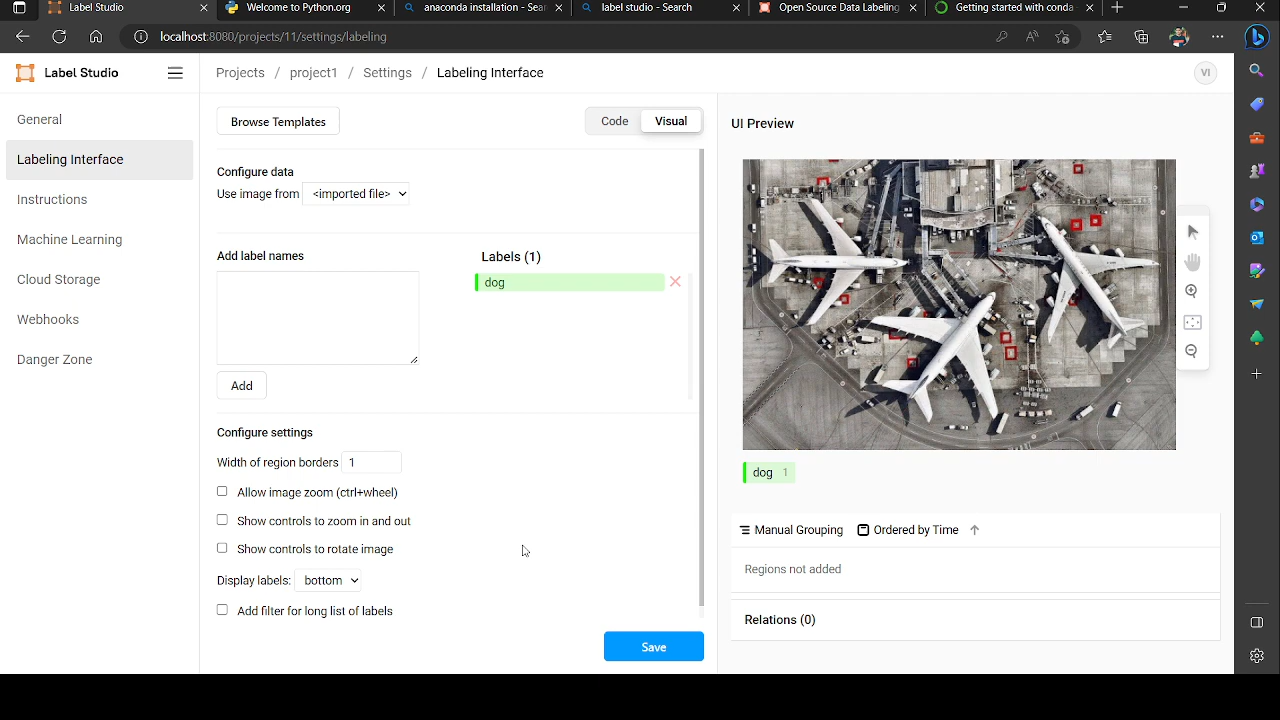 Label Studio
Welcome to Python.org
anaconda installation - Sear
label studio - Search
Open Source Data Labeling
Getting started with conda
localhost:8080/projects/11/settings/labeling
Label Studio
Projects / project1 / Settings / Labeling Interface
VI
General
Labeling Interface
Instructions
Machine Learning
Cloud Storage
Webhooks
Danger Zone
Browse Templates
Code
Visual
Configure data
Use image from <imported file>
Add label names
Labels (1)
dog
Add
Configure settings
Width of region borders 1
Allow image zoom (ctrl+wheel)
Show controls to zoom in and out
Show controls to rotate image
Display labels: bottom
Add filter for long list of labels
Save
UI Preview
dog 1
Manual Grouping
Ordered by Time
Regions not added
Relations (0)